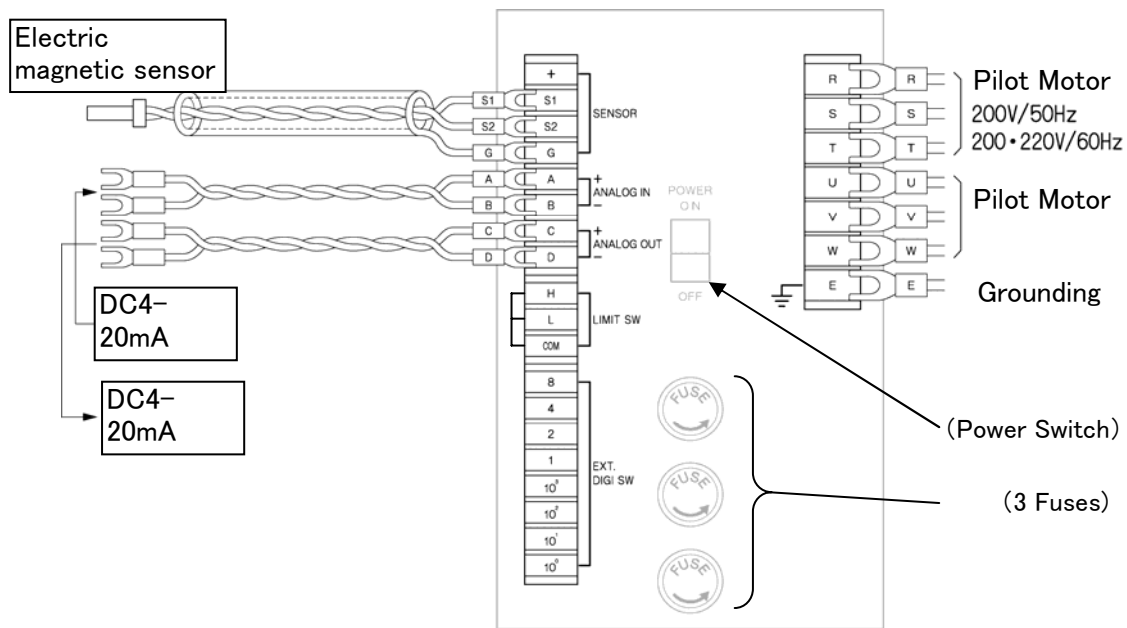 Electric
magnetic sensor
+
S1 S1
S2 S2
G G
SENSOR
A A
B B
+
ANALOG IN
−
C C
D D
+
ANALOG OUT
−
H
L
COM
LIMIT SW
8
4
2
1
10³
10²
10¹
10⁰
EXT.
DIGI SW
DC4-
20mA
DC4-
20mA
POWER
ON
OFF
FUSE
FUSE
FUSE
R R
S S
T T
U U
V V
W W
E E
Pilot Motor
200V/50Hz
200・220V/60Hz
Pilot Motor
Grounding
(Power Switch)
(3 Fuses)